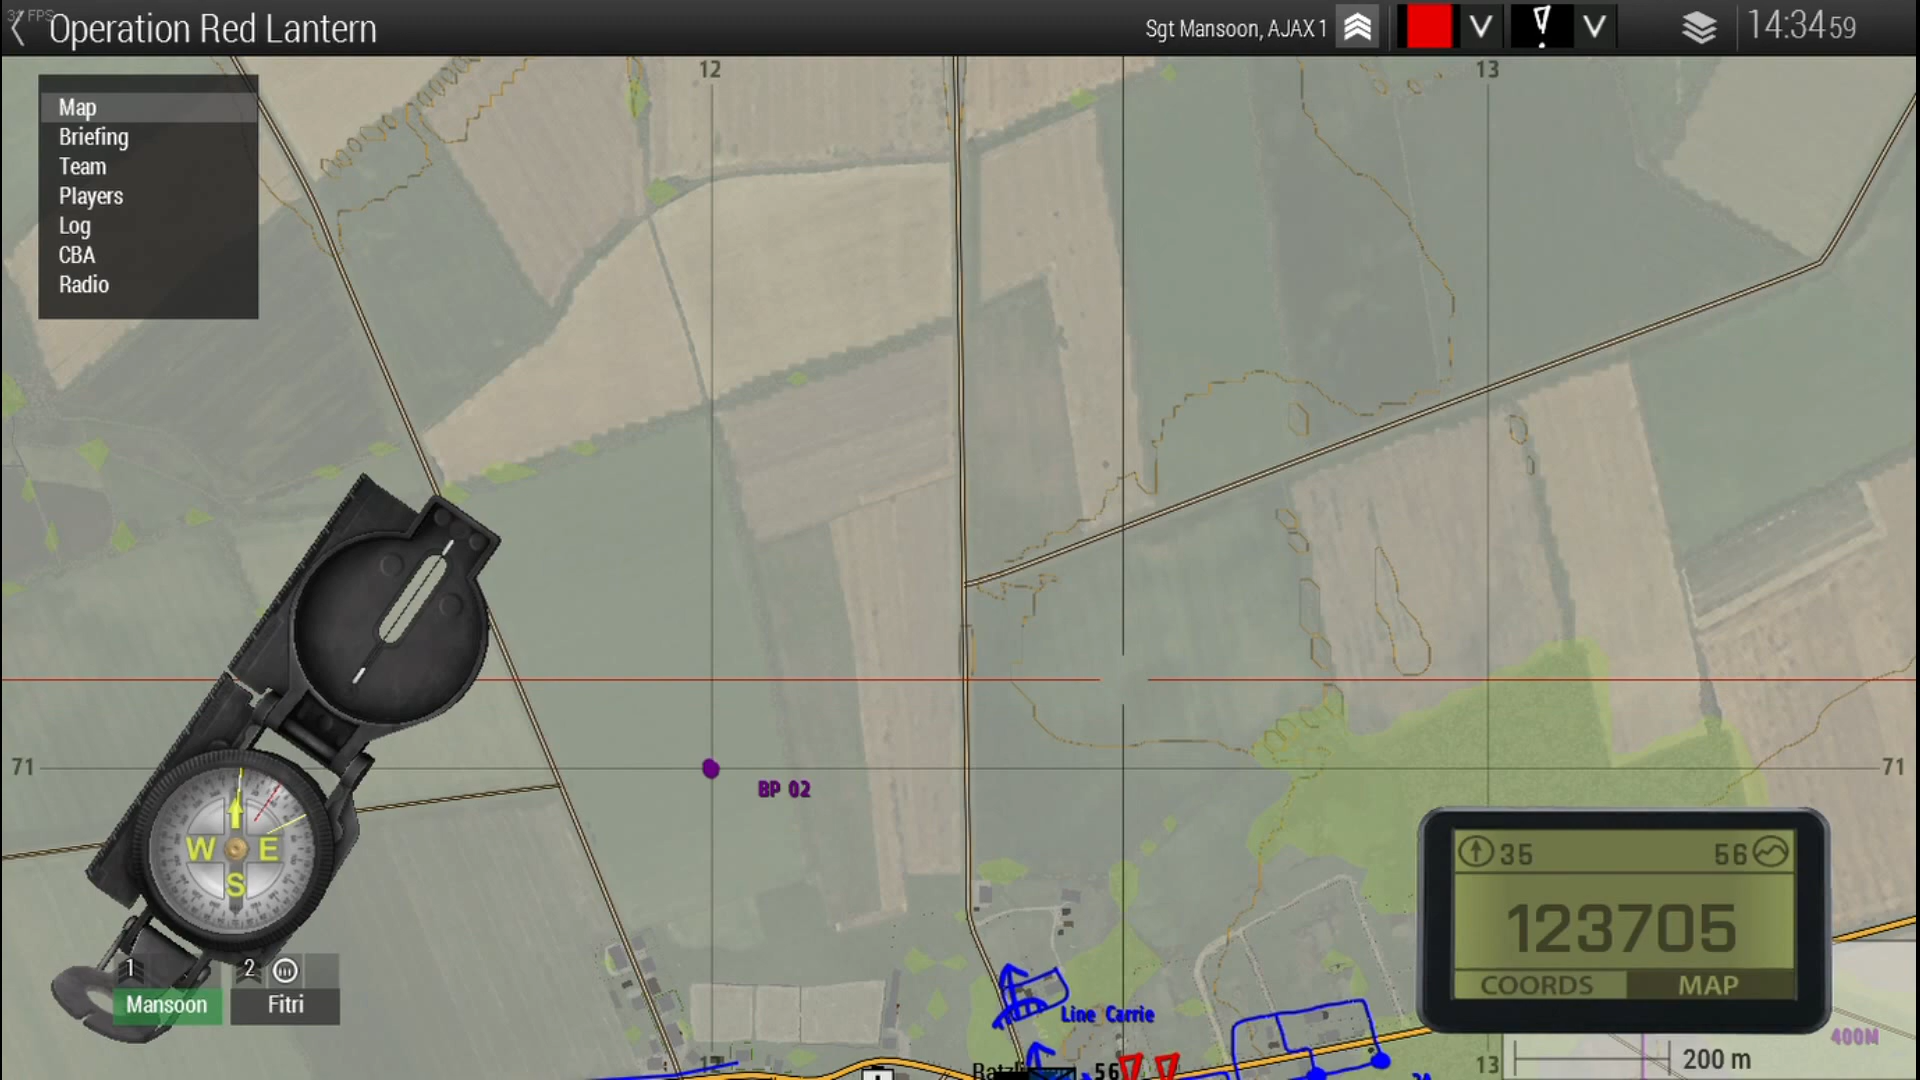 31 FPS
Operation Red Lantern
Sgt Mansoon, AJAX 1
14:34 59
12
13
Map
Briefing
Team
Players
Log
CBA
Radio
71
71
BP 02
W
E
S
35
56
123705
COORDS
MAP
1
2
Mansoon
Fitri
Line Carrie
56
13
200 m
400M